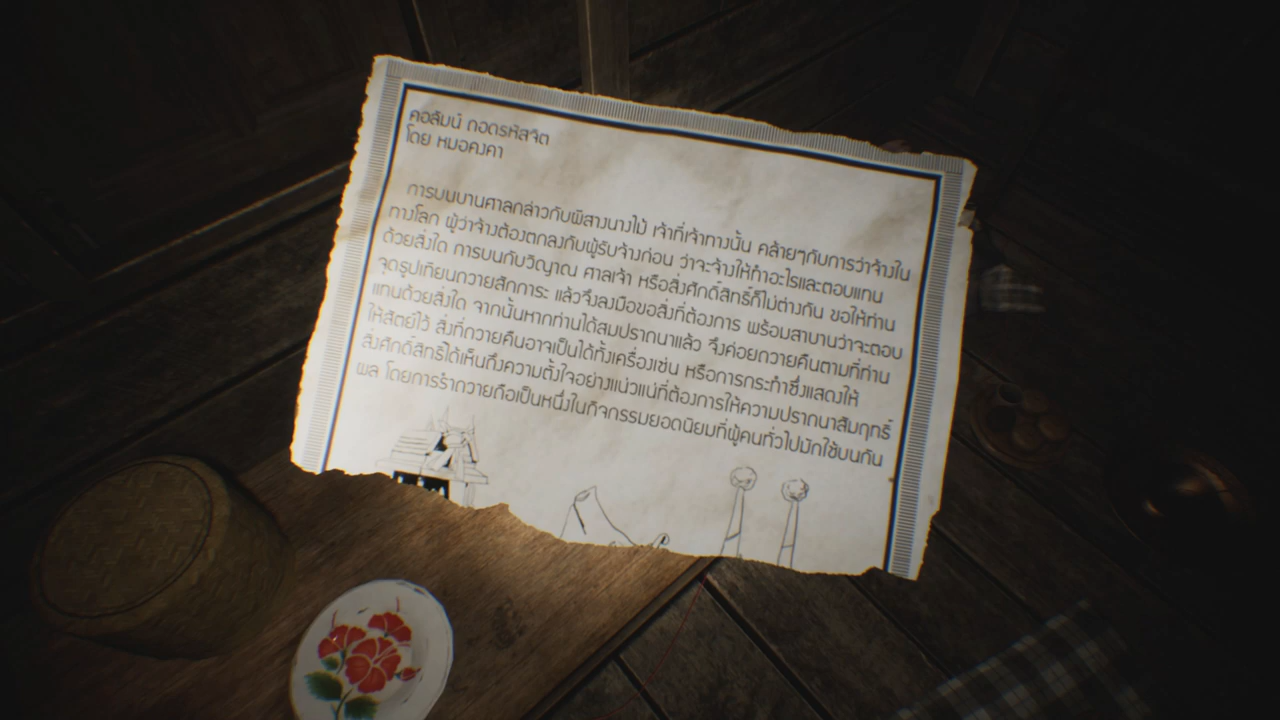 คอลัมน์ ถอดรหัสจิต
โดย หมอคงคา
การบนบานศาลกล่าวกับผีสางนางไม้ เจ้าที่เจ้าทางนั้น คล้ายๆกับการว่าจ้างใน
ทางโลก ผู้ว่าจ้างต้องตกลงกับผู้รับจ้างก่อน ว่าจะจ้างให้ทำอะไรและตอบแทน
ด้วยสิ่งใด การบนกับวิญาณ ศาลเจ้า หรือสิ่งศักดิ์สิทธิ์ก็ไม่ต่างกัน ขอให้ท่าน
จุดรูปเทียนถวายสักการะ แล้วจึงลงมือขอสิ่งที่ต้องการ พร้อมสาบานว่าจะตอบ
แทนด้วยสิ่งใด จากนั้นหากท่านได้สมปรารถนาแล้ว จึงค่อยถวายคืนตามที่ท่าน
ให้สัตย์ไว้ สิ่งที่ถวายคืนอาจเป็นได้ทั้งเครื่องเซ่น หรือการกระทำซึ่งแสดงให้
สิ่งศักดิ์สิทธิ์ได้เห็นถึงความตั้งใจอย่างแน่วแน่ที่ต้องการให้ความปรารถนาสัมฤทธิ์
ผล โดยการรำถวายถือเป็นหนึ่งในกิจกรรมยอดนิยมที่ผู้คนทั่วไปมักใช้บนกัน